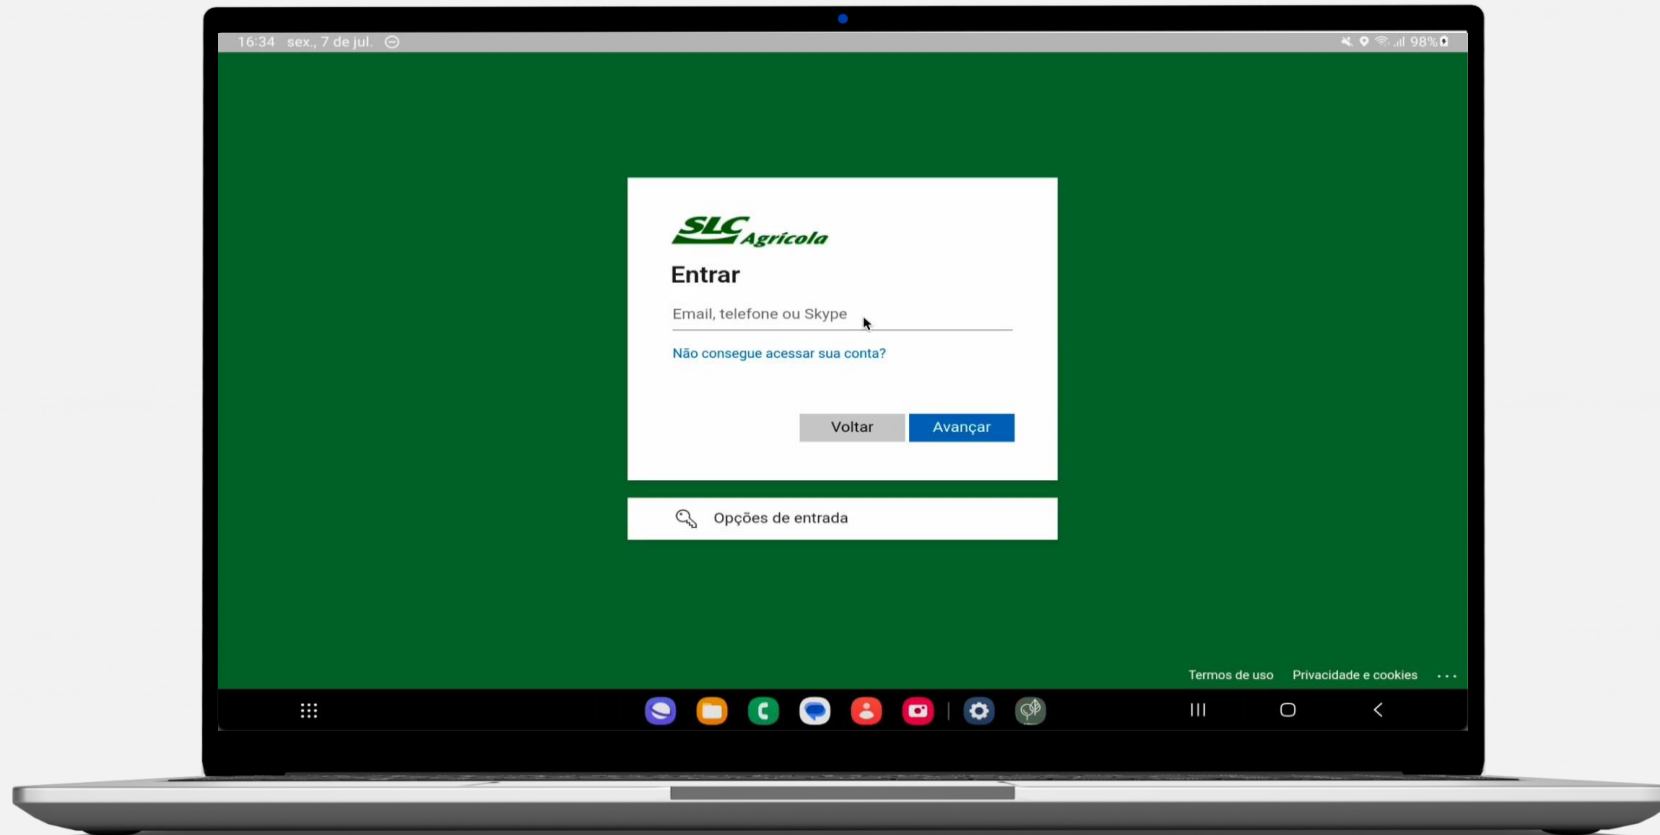 16:34 sex., 7 de jul.
98%
SLC Agrícola
Entrar
Email, telefone ou Skype
Não consegue acessar sua conta?
Voltar Avançar
Opções de entrada
Termos de uso Privacidade e cookies ...